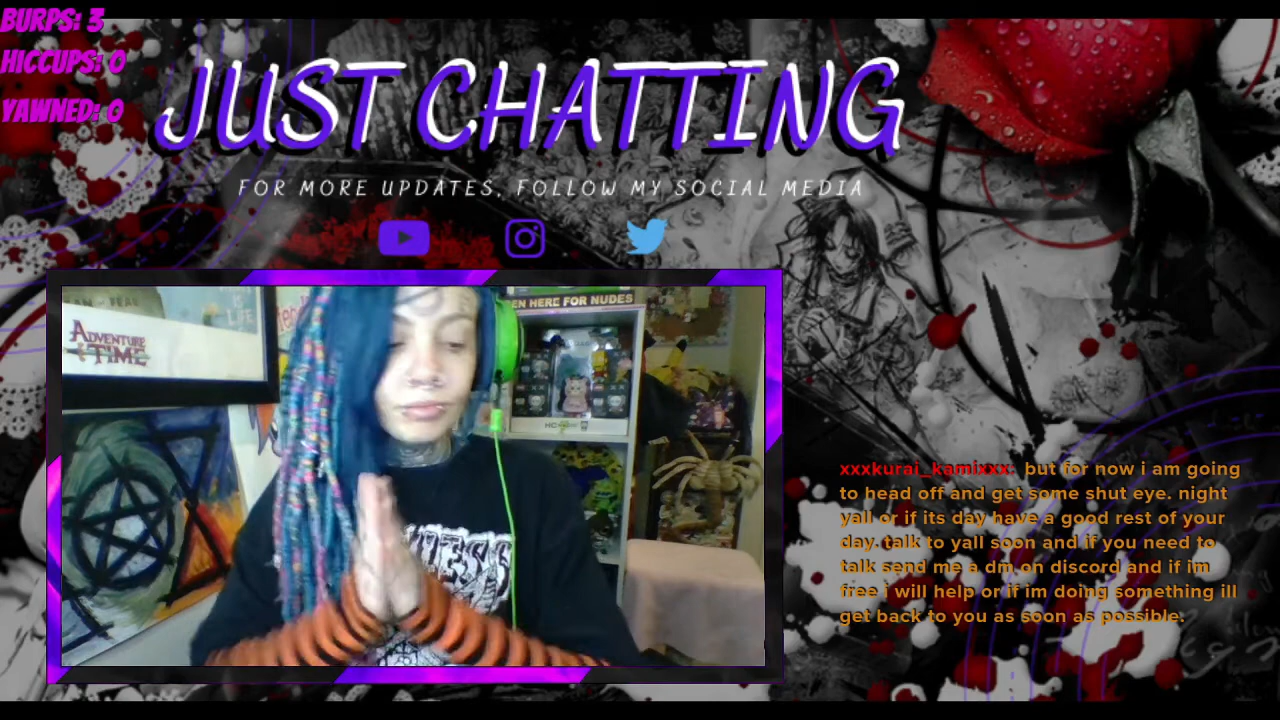 BURPS: 3
HICCUPS: 0
YAWNED: 0
JUST CHATTING
FOR MORE UPDATES, FOLLOW MY SOCIAL MEDIA
EN HERE FOR NUDES
ADVENTURE
TIME
xxxkurai_kamixxx: but for now i am going
to head off and get some shut eye. night
yall or if its day have a good rest of your
day. talk to yall soon and if you need to
talk send me a dm on discord and if im
free i will help or if im doing something ill
get back to you as soon as possible.